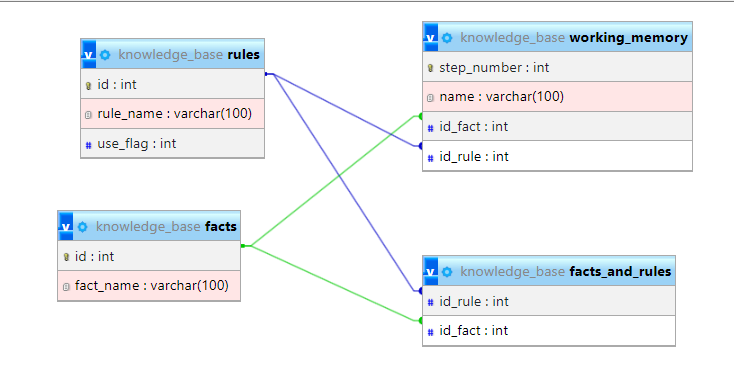 v knowledge_base rules
id : int
rule_name : varchar(100)
# use_flag : int
v knowledge_base working_memory
step_number : int
name : varchar(100)
# id_fact : int
# id_rule : int
v knowledge_base facts
id : int
fact_name : varchar(100)
v knowledge_base facts_and_rules
# id_rule : int
# id_fact : int